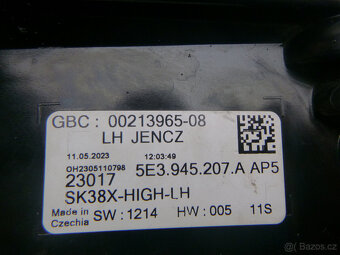 GBC : 00213965-08
LH JENCZ
11.05.2023 12:03:49
OH2305110798 5E3.945.207.A AP5
23017
SK38X-HIGH-LH
Made in Czechia SW : 1214 HW : 005 11S
Bazoš.cz